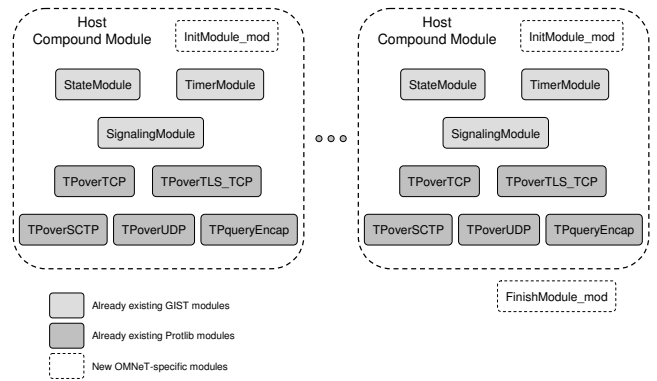 Host
Compound Module
InitModule_mod
StateModule
TimerModule
SignalingModule
TPoverTCP
TPoverTLS_TCP
TPoverSCTP
TPoverUDP
TPqueryEncap
Host
Compound Module
InitModule_mod
StateModule
TimerModule
SignalingModule
TPoverTCP
TPoverTLS_TCP
TPoverSCTP
TPoverUDP
TPqueryEncap
FinishModule_mod
Already existing GIST modules
Already existing Protlib modules
New OMNeT-specific modules